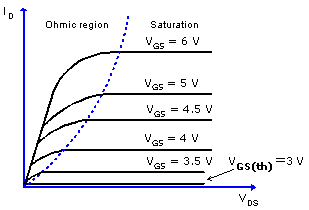 I_D
Ohmic region Saturation
V_GS = 6 V
V_GS = 5 V
V_GS = 4.5 V
V_GS = 4 V
V_GS = 3.5 V V_GS(th) =3 V
V_DS